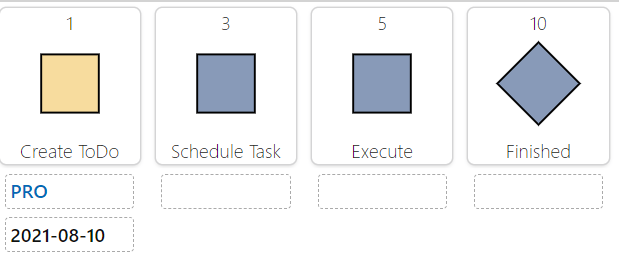 1 3 5 10
Create ToDo Schedule Task Execute Finished
PRO
2021-08-10